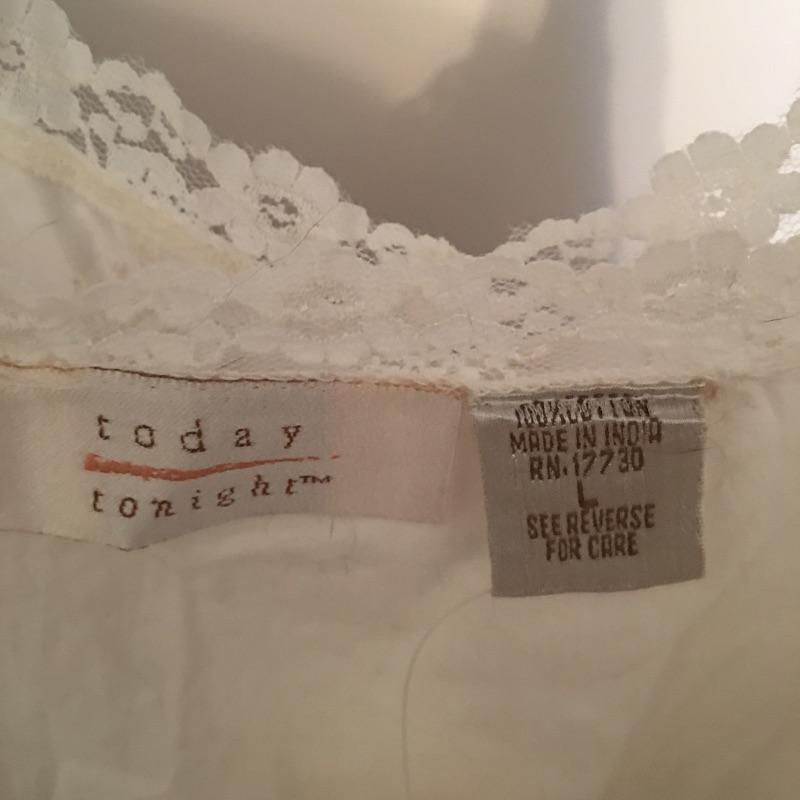 today
tonight™
100% COTTON
MADE IN INDIA
RN. 17730
L
SEE REVERSE
FOR CARE